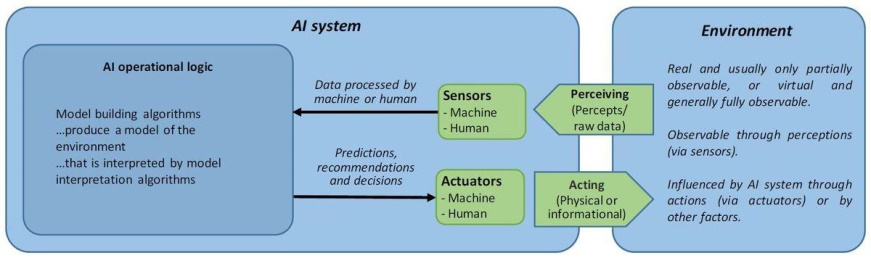 AI system
AI operational logic
Model building algorithms
…produce a model of the
environment
…that is interpreted by model
interpretation algorithms
Data processed by
machine or human
Predictions,
recommendations
and decisions
Sensors
- Machine
- Human
Actuators
- Machine
- Human
Perceiving
(Percepts/
raw data)
Acting
(Physical or
informational)
Environment
Real and usually only partially
observable, or virtual and
generally fully observable.
Observable through perceptions
(via sensors).
Influenced by AI system through
actions (via actuators) or by
other factors.